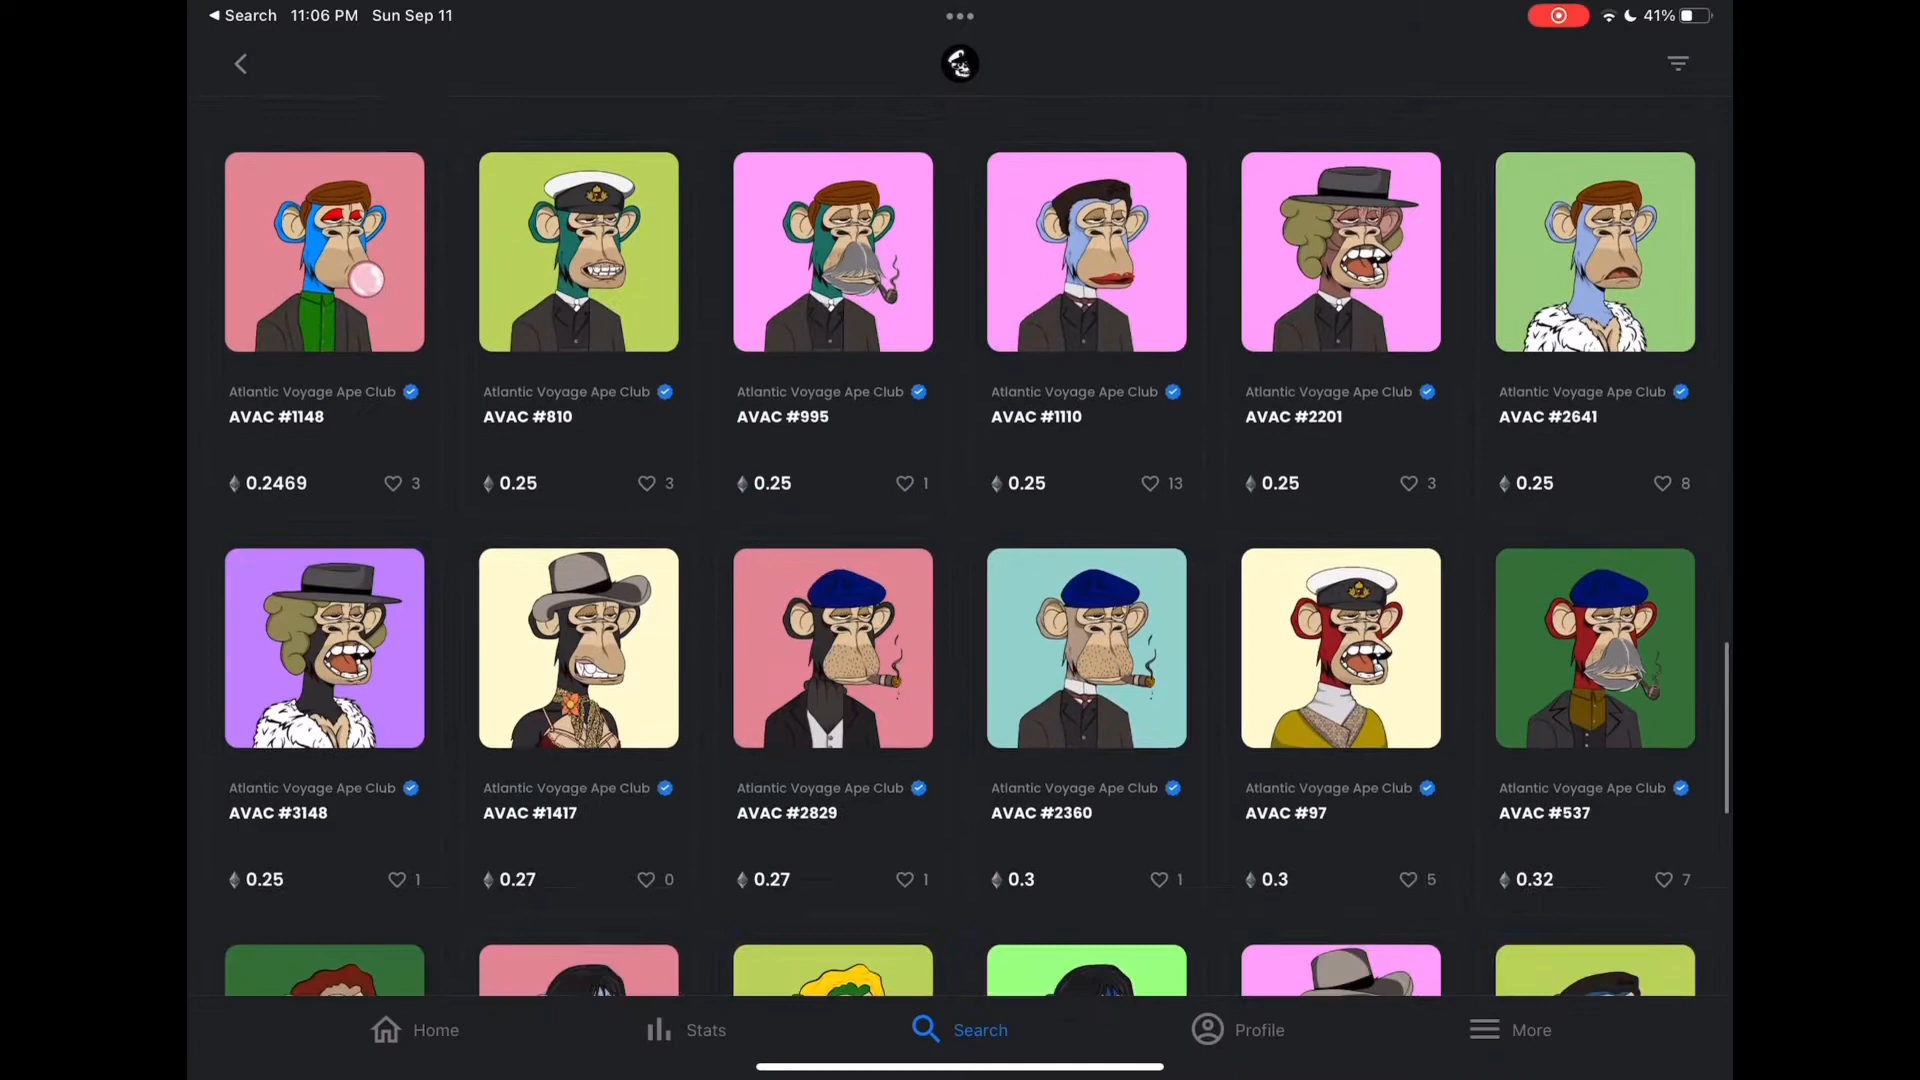 Search 11:06 PM Sun Sep 11
41%
Atlantic Voyage Ape Club Atlantic Voyage Ape Club Atlantic Voyage Ape Club Atlantic Voyage Ape Club Atlantic Voyage Ape Club Atlantic Voyage Ape Club
AVAC #1148 AVAC #810 AVAC #995 AVAC #1110 AVAC #2201 AVAC #2641
0.2469 3 0.25 3 0.25 1 0.25 13 0.25 3 0.25 8
Atlantic Voyage Ape Club Atlantic Voyage Ape Club Atlantic Voyage Ape Club Atlantic Voyage Ape Club Atlantic Voyage Ape Club Atlantic Voyage Ape Club
AVAC #3148 AVAC #1417 AVAC #2829 AVAC #2360 AVAC #97 AVAC #537
0.25 1 0.27 0 0.27 1 0.3 1 0.3 5 0.32 7
Home Stats Search Profile More